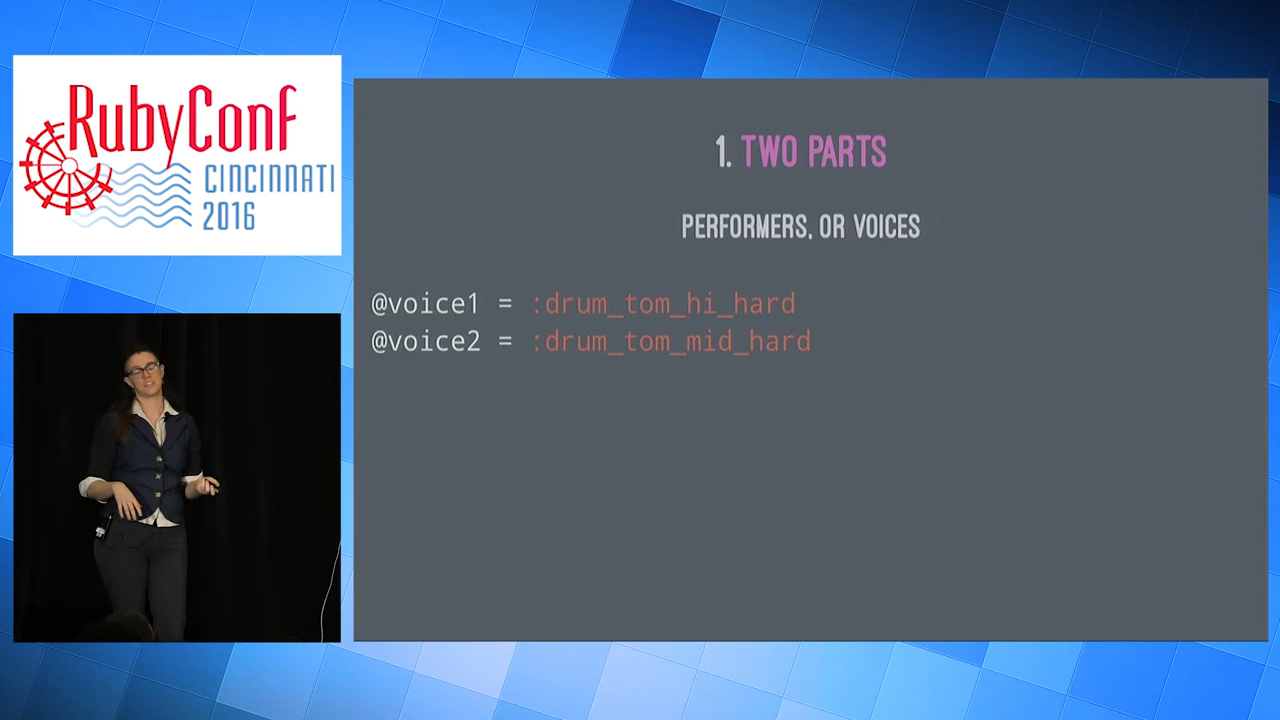 RubyConf
CINCINNATI
2016
1. TWO PARTS
PERFORMERS, OR VOICES
@voice1 = :drum_tom_hi_hard
@voice2 = :drum_tom_mid_hard